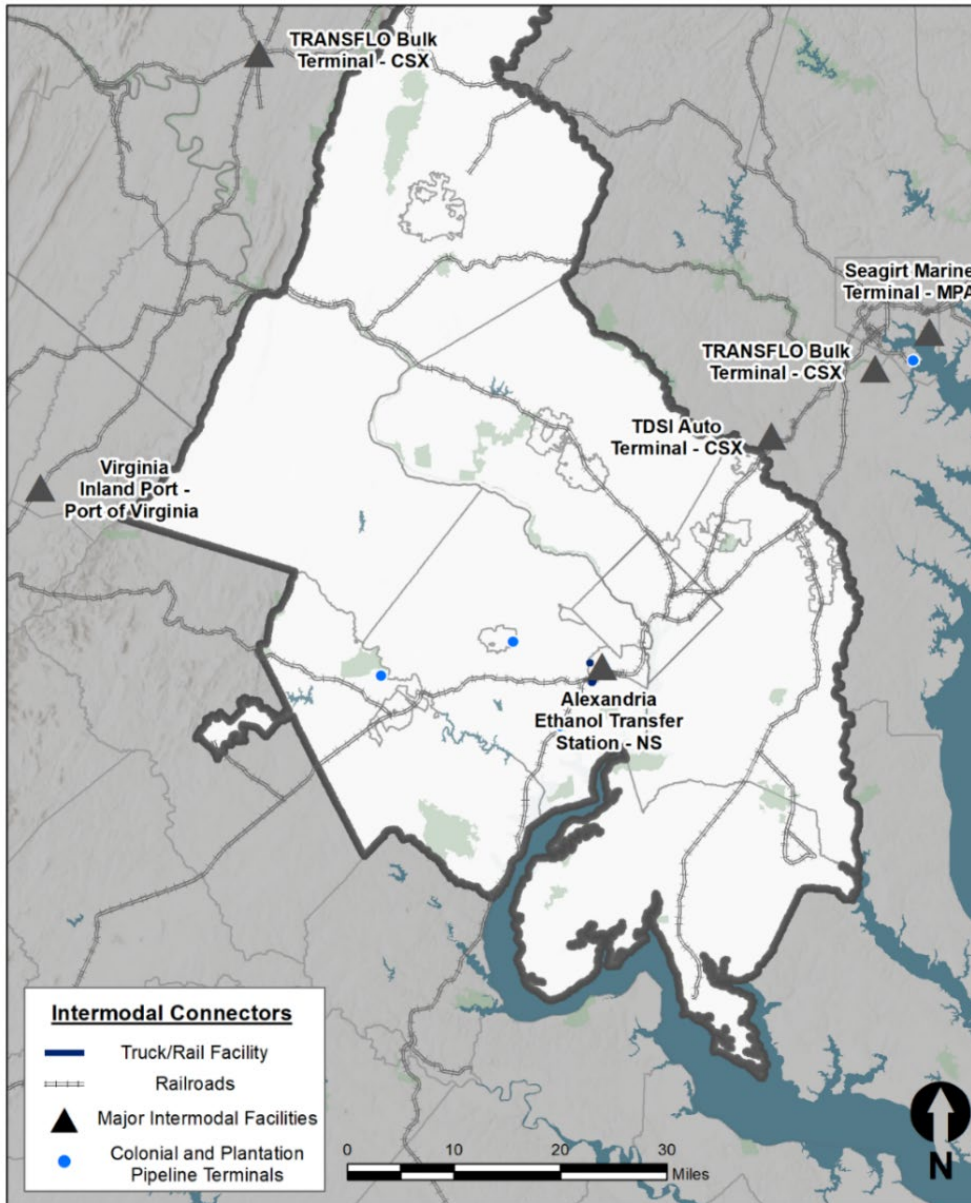 TRANSFLO Bulk
Terminal - CSX
Seagirt Marine
Terminal - MPA
TRANSFLO Bulk
Terminal - CSX
TDSI Auto
Terminal - CSX
Virginia
Inland Port -
Port of Virginia
Alexandria
Ethanol Transfer
Station - NS
Intermodal Connectors
Truck/Rail Facility
Railroads
Major Intermodal Facilities
Colonial and Plantation
Pipeline Terminals
0 10 20 30
Miles
N